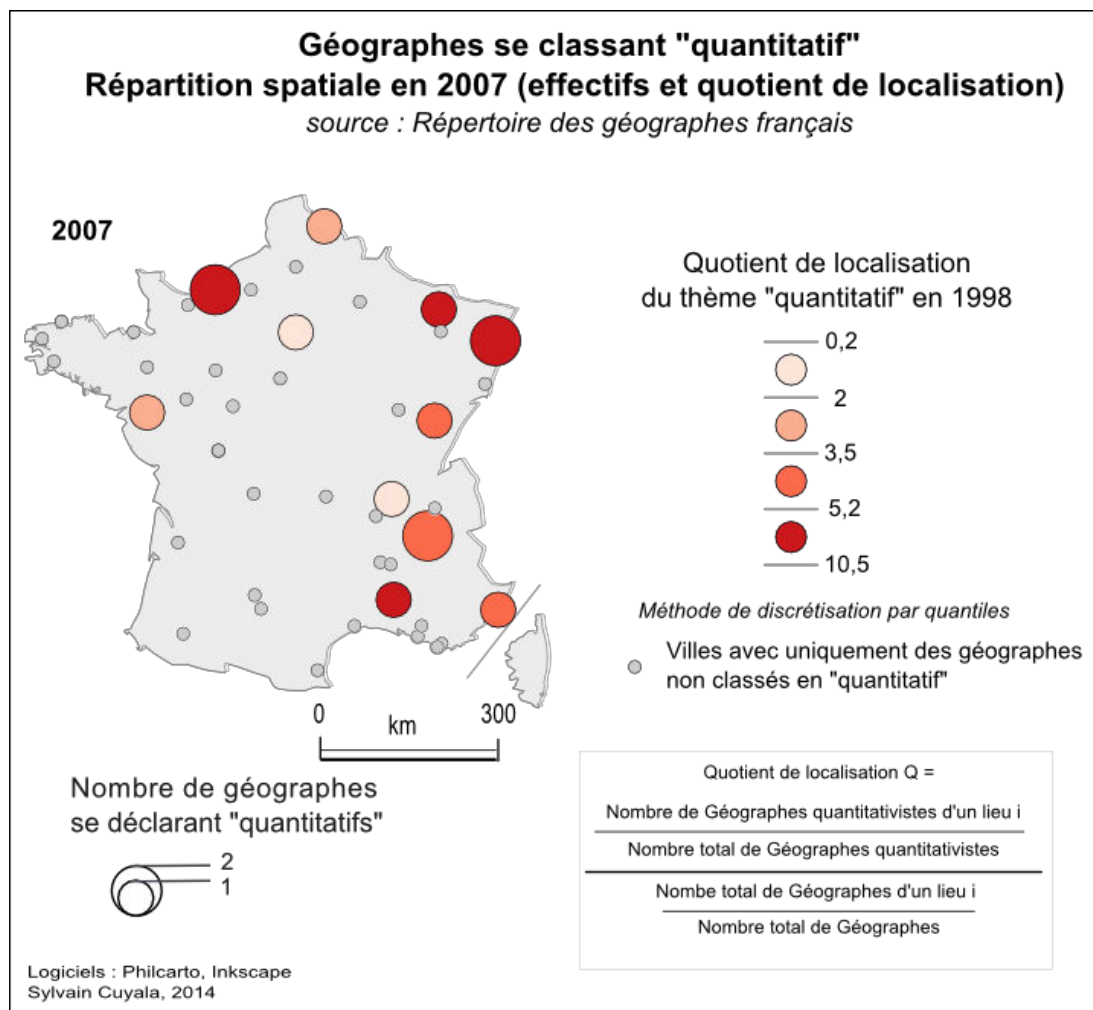 Géographes se classant "quantitatif"
Répartition spatiale en 2007 (effectifs et quotient de localisation)
source : Répertoire des géographes français
2007
Quotient de localisation
du thème "quantitatif" en 1998
0,2
2
3,5
5,2
10,5
Méthode de discrétisation par quantiles
Villes avec uniquement des géographes
non classés en "quantitatif"
0
300
km
Nombre de géographes
se déclarant "quantitatifs"
2
1
Quotient de localisation Q =
Nombre de Géographes quantitativistes d'un lieu i
Nombre total de Géographes quantitativistes
Nombe total de Géographes d'un lieu i
Nombre total de Géographes
Logiciels : Philcarto, Inkscape
Sylvain Cuyala, 2014